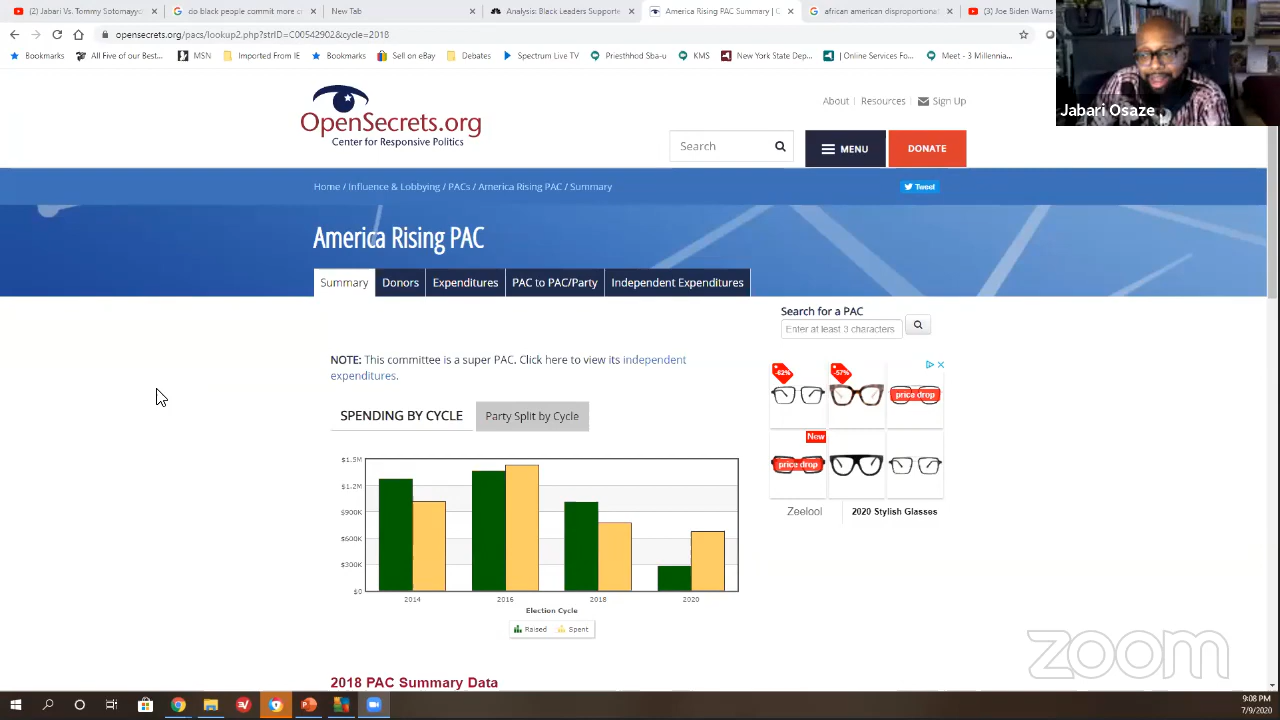 (1) Jabari Vs. Tommy Sotomayo
do black people commit more c
New Tab
Analysis: Black Leaders Supporte
America Rising PAC Summary | O
african american disproportional
(3) Joe Biden Warns
opensecrets.org/pacs/lookup2.php?strID=C00542902&cycle=2018
Bookmarks
All Five of Zbest...
MSN
Imported From IE
Bookmarks
Sell on eBay
Debates
Spectrum Live TV
Priesthhod Sba-u
KMS
New York State Dep...
| Online Services Fo...
Meet - 3 Millennia...
Jabari Osaze
OpenSecrets.org
Center for Responsive Politics
About
Resources
Sign Up
Search
MENU
DONATE
Home / Influence & Lobbying / PACs / America Rising PAC / Summary
Tweet
America Rising PAC
Summary
Donors
Expenditures
PAC to PAC/Party
Independent Expenditures
Search for a PAC
Enter at least 3 characters
NOTE: This committee is a super PAC. Click here to view its independent
expenditures.
SPENDING BY CYCLE
Party Split by Cycle
-62%
-57%
price drop
New
price drop
Zeelool
2020 Stylish Glasses
$1.5M
$1.2M
$900K
$600K
$300K
$0
2014
2016
2018
2020
Election Cycle
Raised
Spent
2018 PAC Summary Data
zoom
9:08 PM
7/9/2020